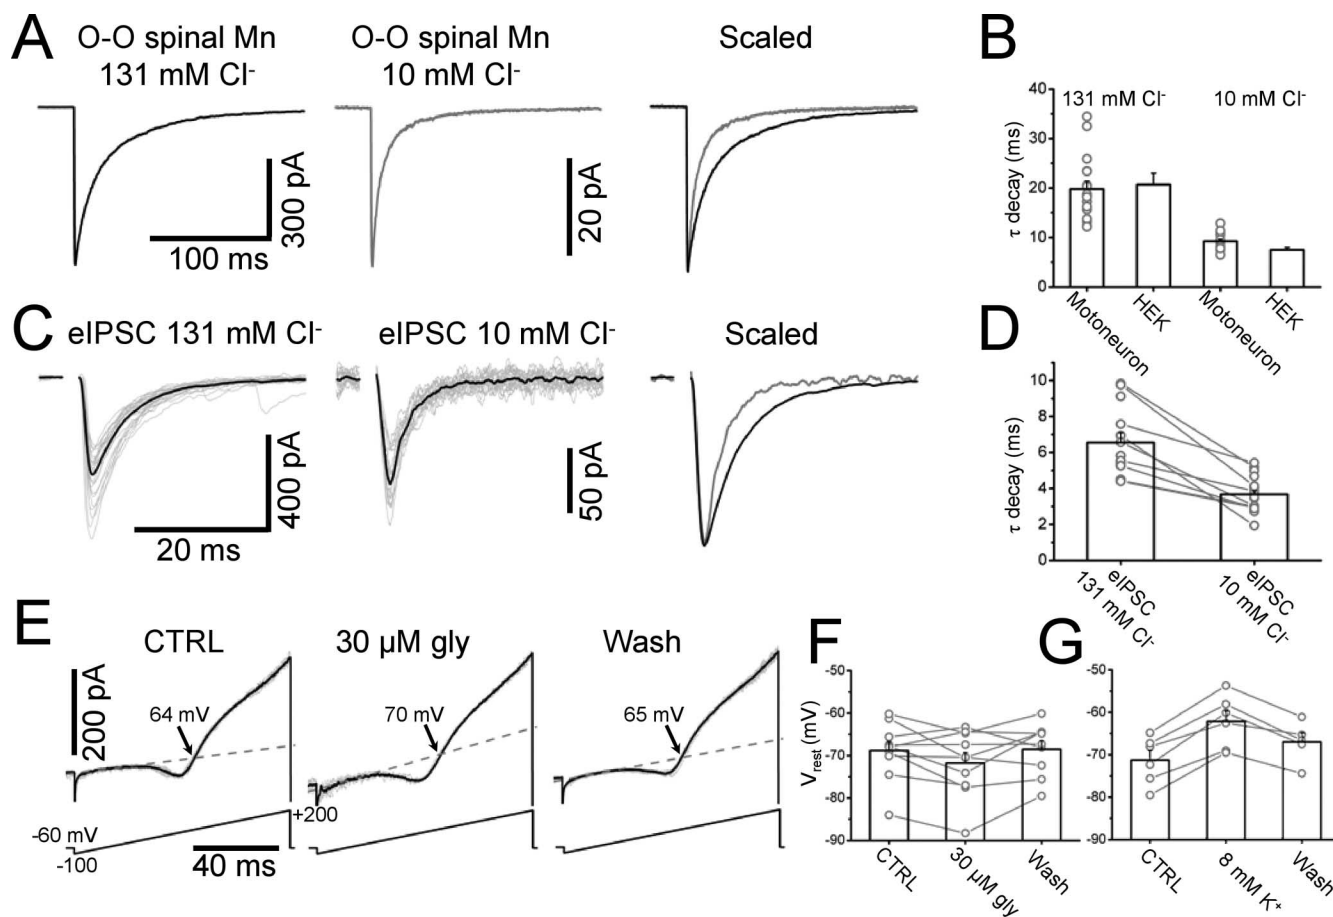 A
O-O spinal Mn
131 mM Cl-
O-O spinal Mn
10 mM Cl-
Scaled
300 pA
100 ms
20 pA
B
131 mM Cl-
10 mM Cl-
τ decay (ms)
40
30
20
10
0
Motoneuron
HEK
Motoneuron
HEK
C
eIPSC 131 mM Cl-
eIPSC 10 mM Cl-
Scaled
400 pA
20 ms
50 pA
D
τ decay (ms)
10
8
6
4
2
0
eIPSC
131 mM Cl-
eIPSC
10 mM Cl-
E
CTRL
30 µM gly
Wash
200 pA
64 mV
70 mV
65 mV
-60 mV
-100
+200
40 ms
F
Vrest (mV)
-50
-60
-70
-80
-90
CTRL
30 µM gly
Wash
G
-50
-60
-70
-80
-90
CTRL
8 mM K+
Wash